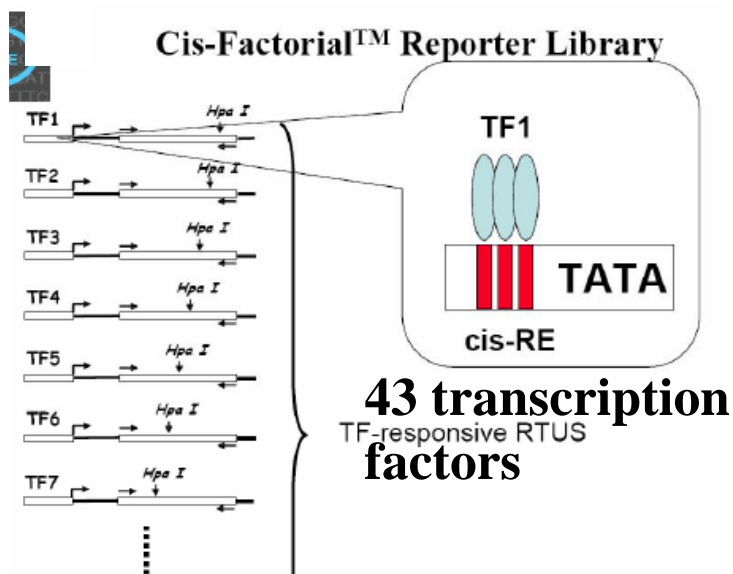 Cis-Factorial™ Reporter Library
TF1
Hpa I
TF2
Hpa I
TF3
Hpa I
TF4
Hpa I
TF5
Hpa I
TF6
Hpa I
TF7
Hpa I
TF1
TATA
cis-RE
43 transcription
TF-responsive RTUS
factors